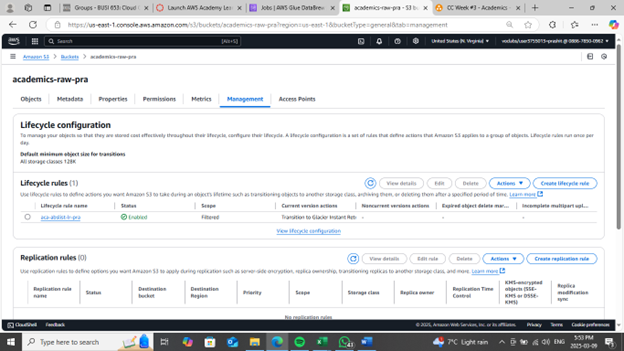 Groups - BUSI 653: Cloud
Launch AWS Academy Lea
Jobs | AWS Glue DataBrew
academics-raw-pra - S3 b
CC Week #3 - Academics
https://us-east-1.console.aws.amazon.com/s3/buckets/academics-raw-pra?region=us-east-1&bucketType=general&tab=management
aws
Search
[Alt+S]
United States (N. Virginia)
Amazon S3 > Buckets > academics-raw-pra
academics-raw-pra
Objects Metadata Properties Permissions Metrics Management Access Points
Lifecycle configuration
To manage your objects so that they are stored cost effectively throughout their lifecycle, configure their lifecycle. A lifecycle configuration is a set of rules that define actions that Amazon S3 applies to a group of objects. Lifecycle rules run once per
day.
Default minimum object size for transitions
All storage classes 128K
Lifecycle rules (1)
View details Edit Delete Actions Create lifecycle rule
Use lifecycle rules to define actions you want Amazon S3 to take during an object's lifetime such as transitioning objects to another storage class, archiving them, or deleting them after a specified period of time. Learn more
Lifecycle rule name Status Scope Current version actions Noncurrent version actions Expired object delete mar... Incomplete multipart upl...
Enabled Filtered Transition to Glacier Instant Retr - - -
View lifecycle configuration
Replication rules (0)
View details Edit rule Delete Actions Create replication rule
Use replication rules to define options you want Amazon S3 to apply during replication such as server-side encryption, replica ownership, transitioning replicas to another storage class, and more. Learn more
Replication rule name Status Destination bucket Destination Region Priority Scope Storage class Replica owner Replication Time Control KMS-encrypted objects (SSE-KMS or DSSE-KMS) Replica modification sync
No replication rules
CloudShell Feedback
© 2025, Amazon Web Services, Inc. or its affiliates. Privacy Terms Cookie preferences
Type here to search
7°C Light rain
ENG
5:53 PM
2025-03-09